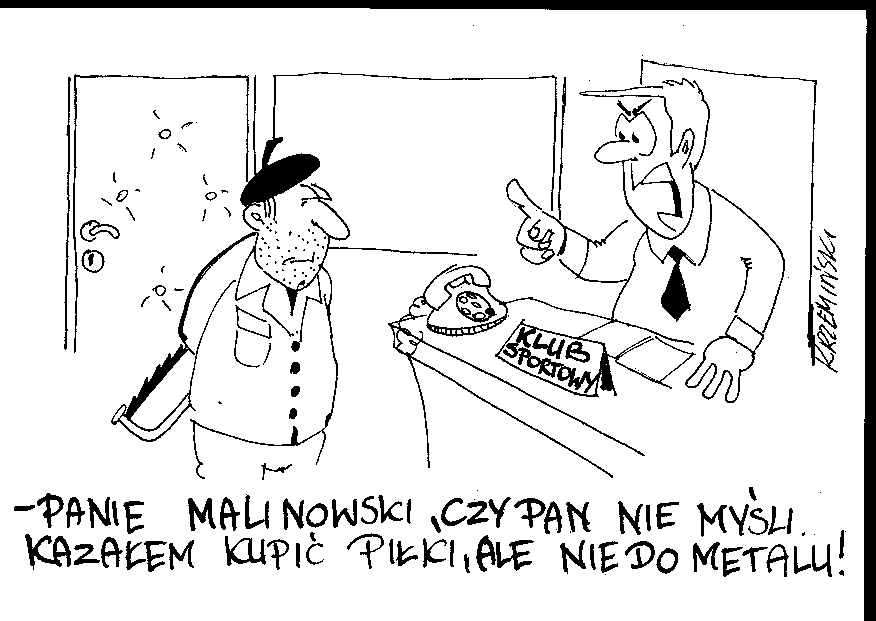 KLUB
SPORTOWY
KRZEMIŃSKI
-PANIE MALINOWSKI, CZY PAN NIE MYŚLI..
KAZAŁEM KUPIĆ PIŁKI, ALE NIE DO METALU!